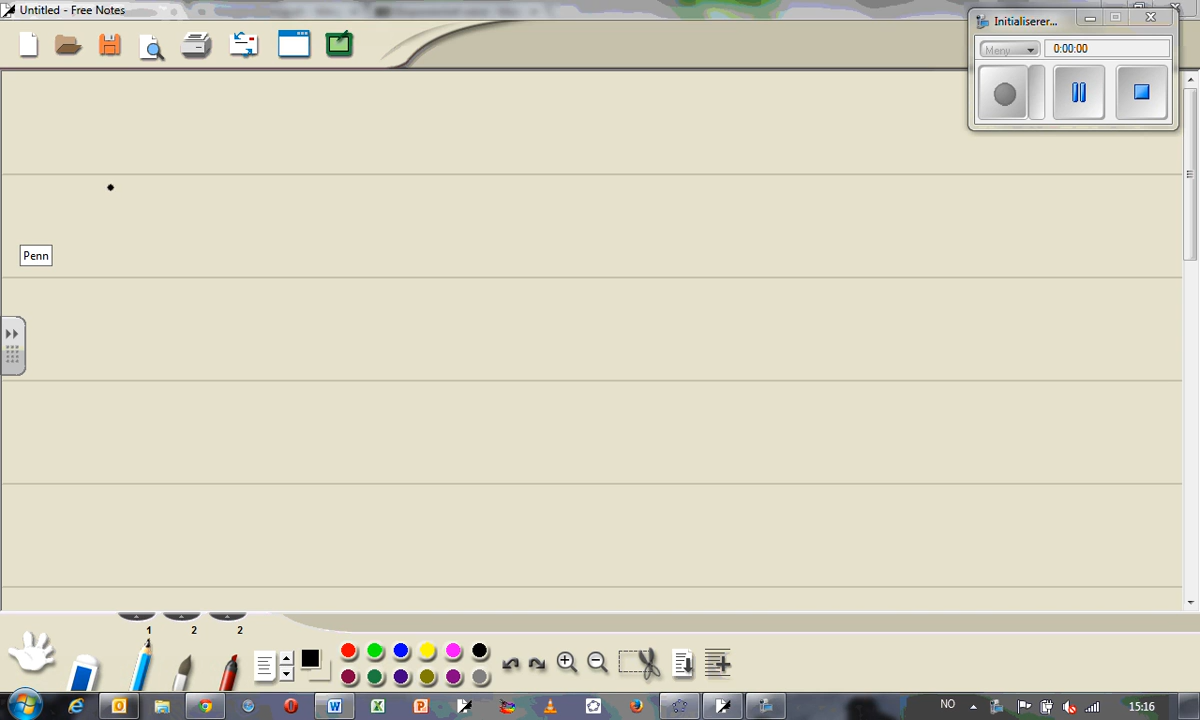 Untitled - Free Notes
Initialiserer...
Meny
0:00:00
Penn
1
2
2
NO
15:16